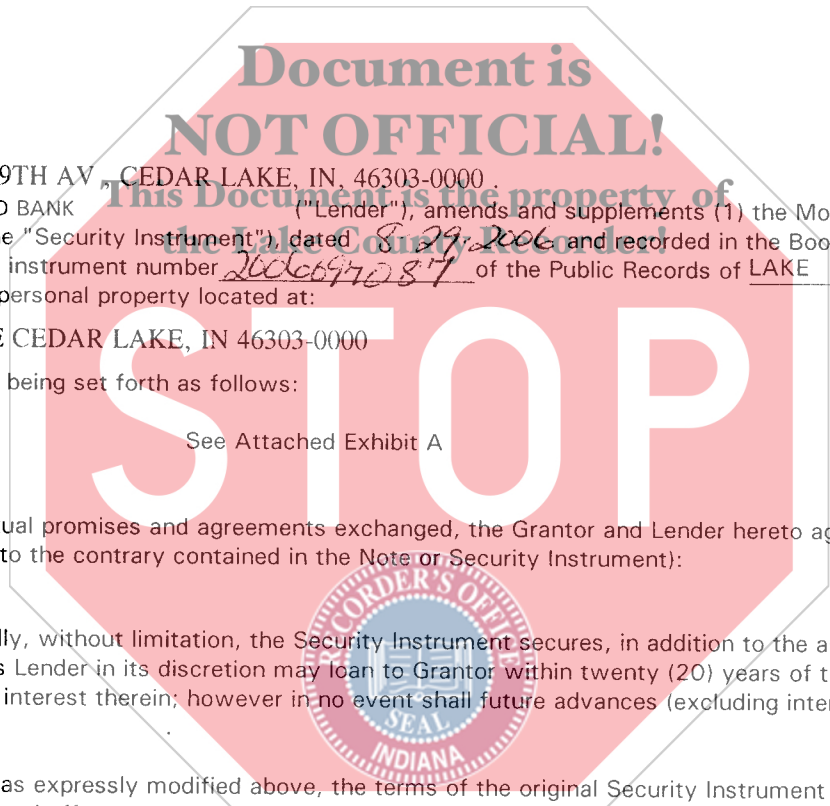 Document is
NOT OFFICIAL!
9TH AV , CEDAR LAKE, IN, 46303-0000 .
This Document is the property of
BANK ("Lender"), amends and supplements (1) the Mo
e "Security Instrument"), dated 8-29-2006 and recorded in the Boo
the Lake County Recorder!
instrument number of the Public Records of LAKE
personal property located at:
E CEDAR LAKE, IN 46303-0000
being set forth as follows:
See Attached Exhibit A
STOP
ual promises and agreements exchanged, the Grantor and Lender hereto ag
to the contrary contained in the Note or Security Instrument):
RECORDER'S OFFICE
lly, without limitation, the Security Instrument secures, in addition to the a
s Lender in its discretion may loan to Grantor within twenty (20) years of t
interest therein; however in no event shall future advances (excluding inter
SEAL
INDIANA
as expressly modified above, the terms of the original Security Instrument